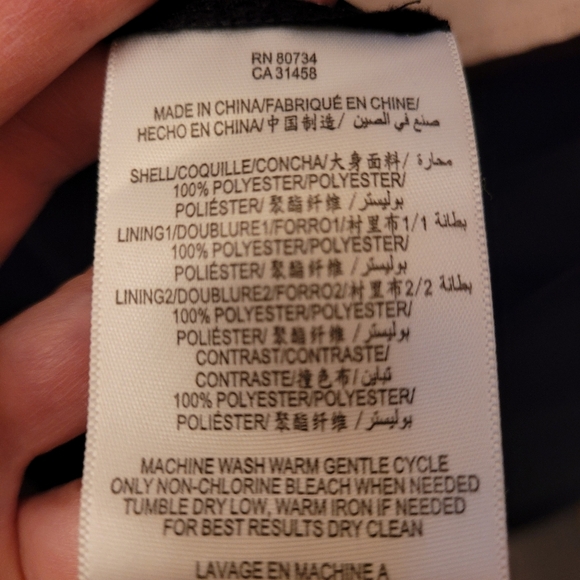 RN 80734
CA 31458
MADE IN CHINA/FABRIQUÉ EN CHINE/
HECHO EN CHINA/中国制造/ صنع في الصين
SHELL/COQUILLE/CONCHA/大身面料/ محارة
100% POLYESTER/POLYESTER/
POLIÉSTER/ 聚酯纤维 / بوليستر
LINING1/DOUBLURE1/FORRO1/衬里布1/1 بطانة
100% POLYESTER/POLYESTER/
POLIÉSTER/ 聚酯纤维 / بوليستر
LINING2/DOUBLURE2/FORRO2/衬里布2/2 بطانة
100% POLYESTER/POLYESTER/
POLIÉSTER/ 聚酯纤维 / بوليستر
CONTRAST/CONTRASTE/
CONTRASTE/撞色布/ تباين
100% POLYESTER/POLYESTER/
POLIÉSTER/ 聚酯纤维 / بوليستر
MACHINE WASH WARM GENTLE CYCLE
ONLY NON-CHLORINE BLEACH WHEN NEEDED
TUMBLE DRY LOW, WARM IRON IF NEEDED
FOR BEST RESULTS DRY CLEAN
LAVAGE EN MACHINE A